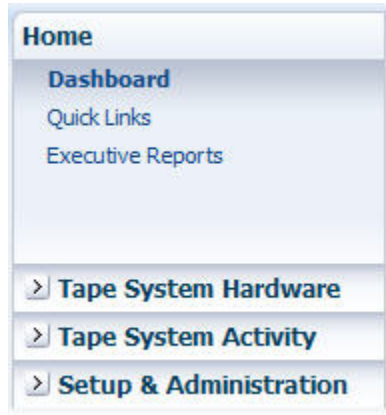 Home
Dashboard
Quick Links
Executive Reports
Tape System Hardware
Tape System Activity
Setup & Administration